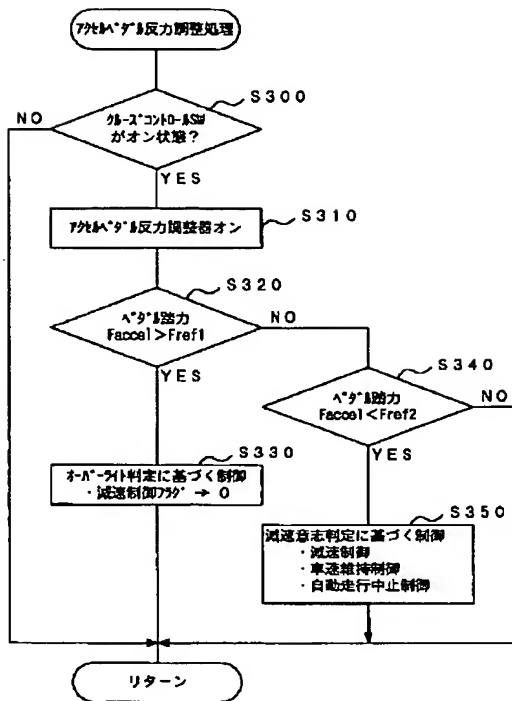 アクセルペダル反力調整処理
S300
NO
クルーズコントロールSW
がオン状態？
YES
S310
アクセルペダル反力調整器オン
S320
ペダル踏力
Faccel＞Fref1
NO
YES
S340
ペダル踏力
Faccel＜Fref2
NO
YES
S330
オーバーライト判定に基づく制御
・減速制御フラグ → 0
S350
減速意志判定に基づく制御
・減速制御
・車速維持制御
・自動走行中止制御
リターン